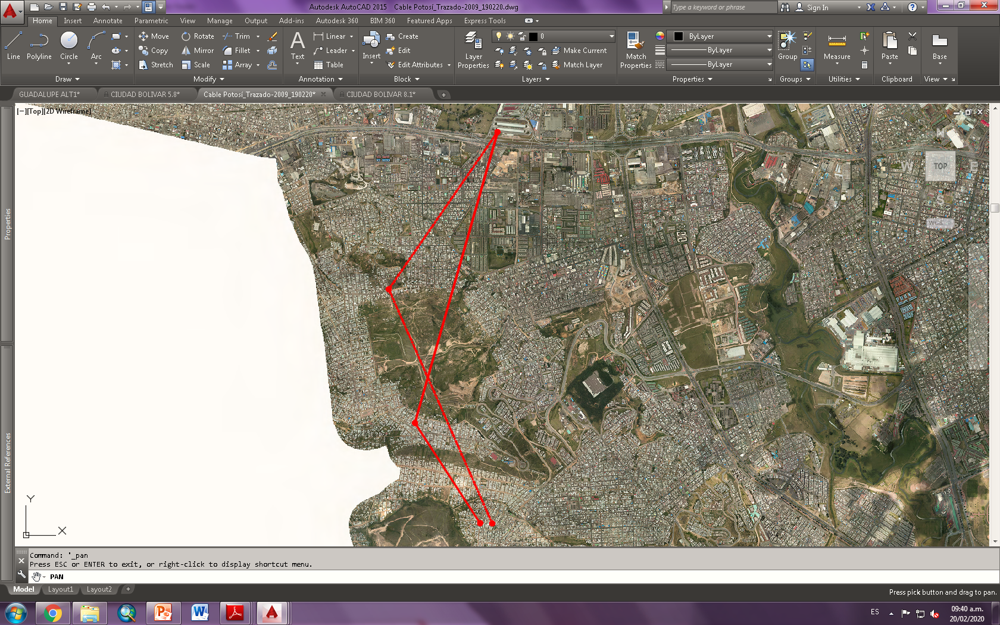 Autodesk AutoCAD 2015 Cable Potosí_Trazado-2009_190220.dwg
Type a keyword or phrase
Sign In
Home Insert Annotate Parametric View Manage Output Add-ins Autodesk 360 BIM 360 Featured Apps Express Tools
Line Polyline Circle Arc
Move Rotate Trim
Copy Mirror Fillet
Stretch Scale Array
Text
Linear
Leader
Table
Insert
Create
Edit
Edit Attributes
Layer Properties
0
Make Current
Match Layer
Match Properties
ByLayer
ByLayer
ByLayer
Group
Measure
Paste
Base
Draw Modify Annotation Block Layers Properties Groups Utilities Clipboard View
GUADALUPE ALT1* CIUDAD BOLIVAR 5.8* Cable Potosí_Trazado-2009_190220* CIUDAD BOLIVAR 8.1*
[−][Top][2D Wireframe]
Properties
External References
W TOP E
S
WCS
Y
X
Command: '_pan
Press ESC or ENTER to exit, or right-click to display shortcut menu.
PAN
Model Layout1 Layout2
Press pick button and drag to pan.
ES
09:40 a.m.
20/02/2020